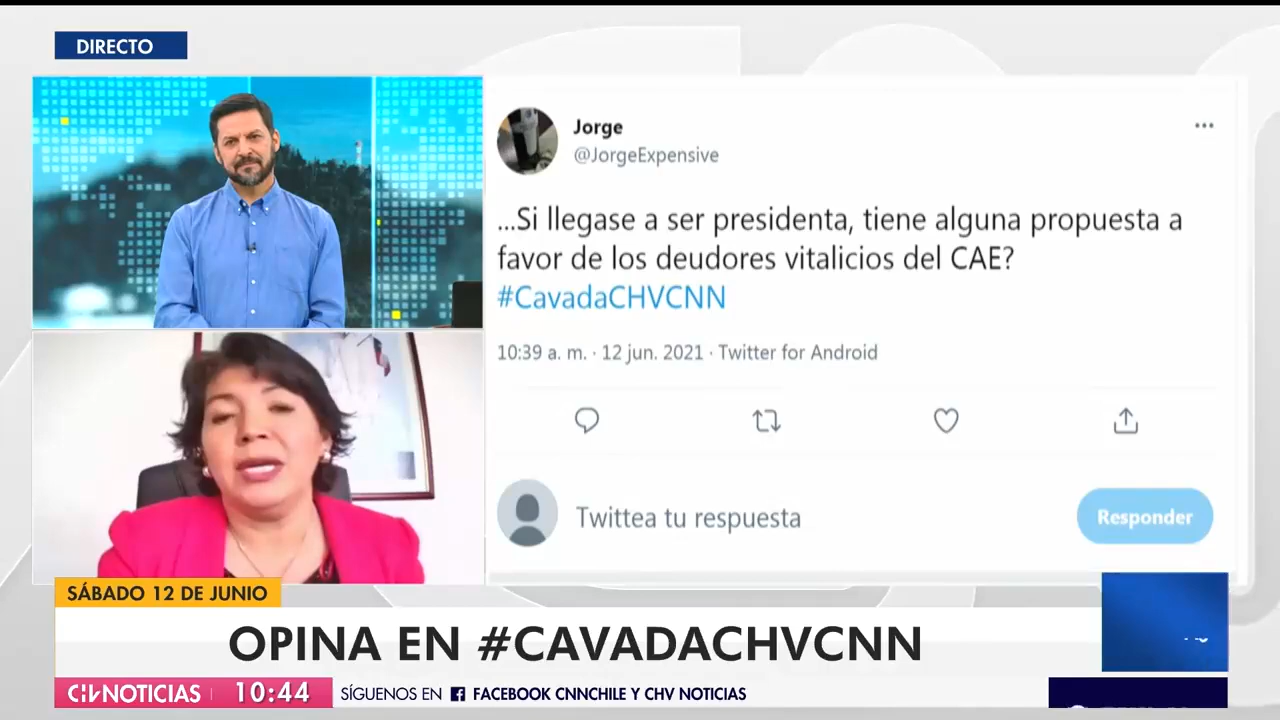 DIRECTO
Jorge
@JorgeExpensive
...Si llegase a ser presidenta, tiene alguna propuesta a
favor de los deudores vitalicios del CAE?
#CavadaCHVCNN
10:39 a. m. · 12 jun. 2021 · Twitter for Android
Twittea tu respuesta
Responder
SÁBADO 12 DE JUNIO
OPINA EN #CAVADACHVCNN
CHVNOTICIAS 10:44 SÍGUENOS EN FACEBOOK CNNCHILE Y CHV NOTICIAS